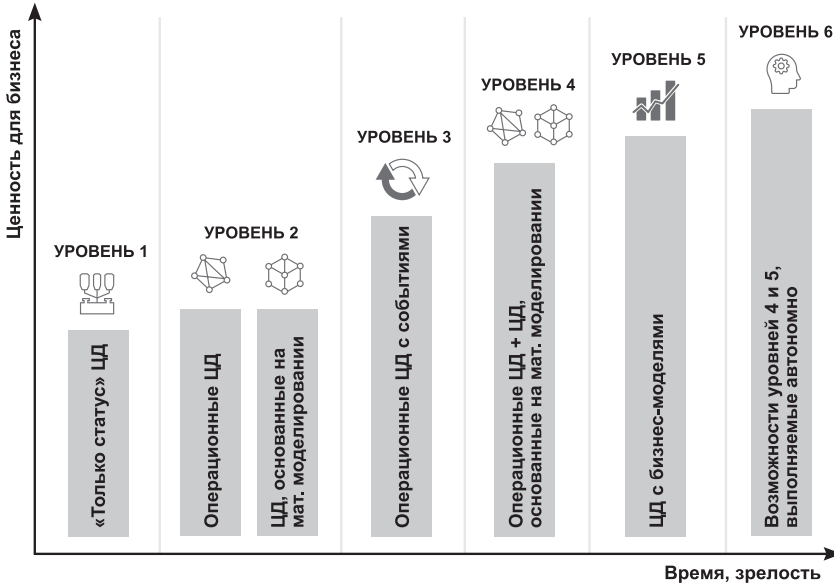 Ценность для бизнеса
УРОВЕНЬ 1
«Только статус» ЦД
УРОВЕНЬ 2
Операционные ЦД
ЦД, основанные на
мат. моделировании
УРОВЕНЬ 3
Операционные ЦД с событиями
УРОВЕНЬ 4
Операционные ЦД + ЦД,
основанные на мат. моделировании
УРОВЕНЬ 5
ЦД с бизнес-моделями
УРОВЕНЬ 6
Возможности уровней 4 и 5,
выполняемые автономно
Время, зрелость